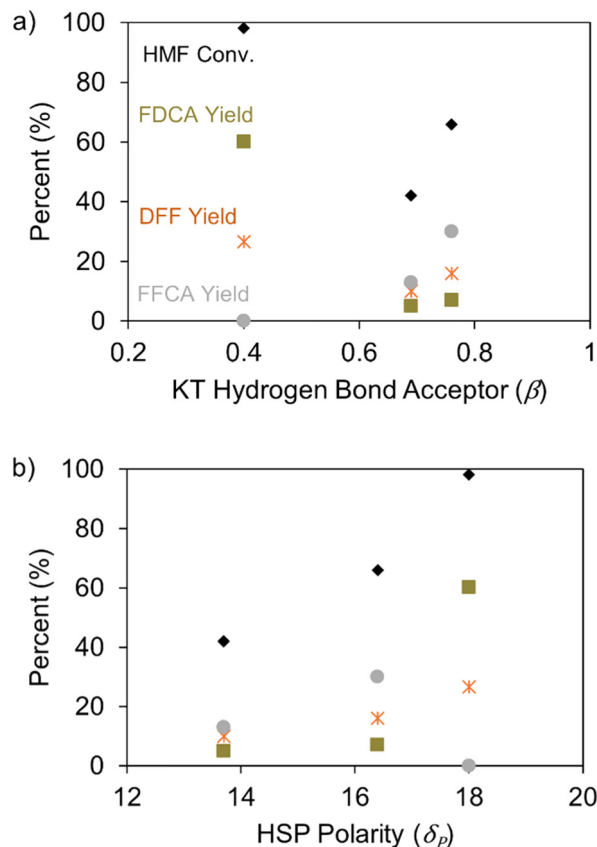 a)
100
80
60
40
20
0
HMF Conv.
FDCA Yield
DFF Yield
FFCA Yield
Percent (%)
0.2 0.4 0.6 0.8 1
KT Hydrogen Bond Acceptor (β)
b)
100
80
60
40
20
0
Percent (%)
12 14 16 18 20
HSP Polarity (δP)